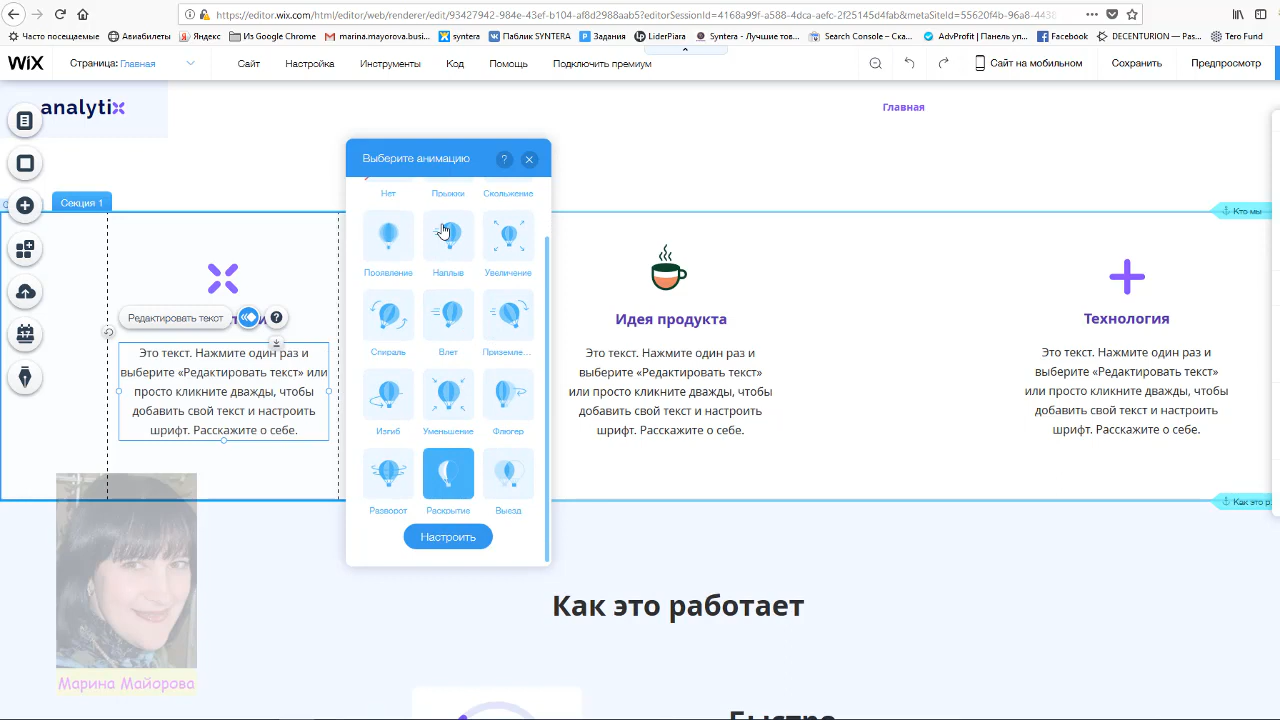 https://editor.wix.com/html/editor/web/renderer/edit/93427942-984e-43ef-b104-af8d2988aab5?editorSessionId=4168a99f-a588-4dca-aefc-2f25145d4fab&metaSiteId=55620f4b-96a8-4438
Часто посещаемые Авиабилеты Яндекс Из Google Chrome marina.mayorova.busi... syntera Паблик SYNTERA Задания LiderPiara Syntera - Лучшие тов... Search Console – Ска... AdvProfit | Панель уп... Facebook DECENTURION — Раз... Tero Fund
WiX Страница: Главная Сайт Настройка Инструменты Код Помощь Подключить премиум Сайт на мобильном Сохранить Предпросмотр
analytix
Главная
Выберите анимацию ?
Нет Прыжки Скольжение
Секция 1
Кто мы
Проявление Наплыв Увеличение
Редактировать текст ?
Идея продукта
Технология
Спираль Влет Приземле...
Это текст. Нажмите один раз и
выберите «Редактировать текст» или
просто кликните дважды, чтобы
добавить свой текст и настроить
шрифт. Расскажите о себе.
Это текст. Нажмите один раз и
выберите «Редактировать текст»
или просто кликните дважды, чтобы
добавить свой текст и настроить
шрифт. Расскажите о себе.
Это текст. Нажмите один раз и
выберите «Редактировать текст»
или просто кликните дважды, чтобы
добавить свой текст и настроить
шрифт. Расскажите о себе.
Изгиб Уменьшение Флюгер
Разворот Раскрытие Выезд
Настроить
Как это р
Как это работает
Марина Майорова
Быстро